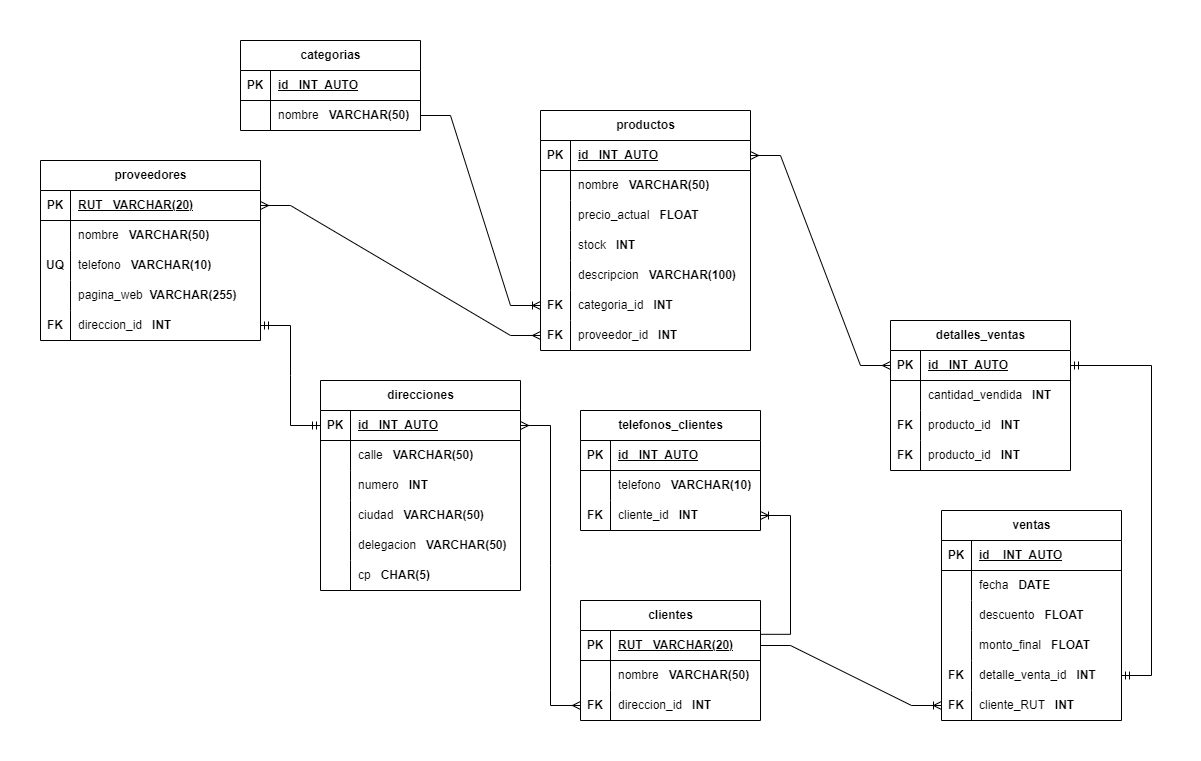 categorias
PK id INT AUTO
nombre VARCHAR(50)
proveedores
PK RUT VARCHAR(20)
nombre VARCHAR(50)
UQ telefono VARCHAR(10)
pagina_web VARCHAR(255)
FK direccion_id INT
productos
PK id INT AUTO
nombre VARCHAR(50)
precio_actual FLOAT
stock INT
descripcion VARCHAR(100)
FK categoria_id INT
FK proveedor_id INT
detalles_ventas
PK id INT AUTO
cantidad_vendida INT
FK producto_id INT
FK producto_id INT
direcciones
PK id INT AUTO
calle VARCHAR(50)
numero INT
ciudad VARCHAR(50)
delegacion VARCHAR(50)
cp CHAR(5)
telefonos_clientes
PK id INT AUTO
telefono VARCHAR(10)
FK cliente_id INT
clientes
PK RUT VARCHAR(20)
nombre VARCHAR(50)
FK direccion_id INT
ventas
PK id INT AUTO
fecha DATE
descuento FLOAT
monto_final FLOAT
FK detalle_venta_id INT
FK cliente_RUT INT